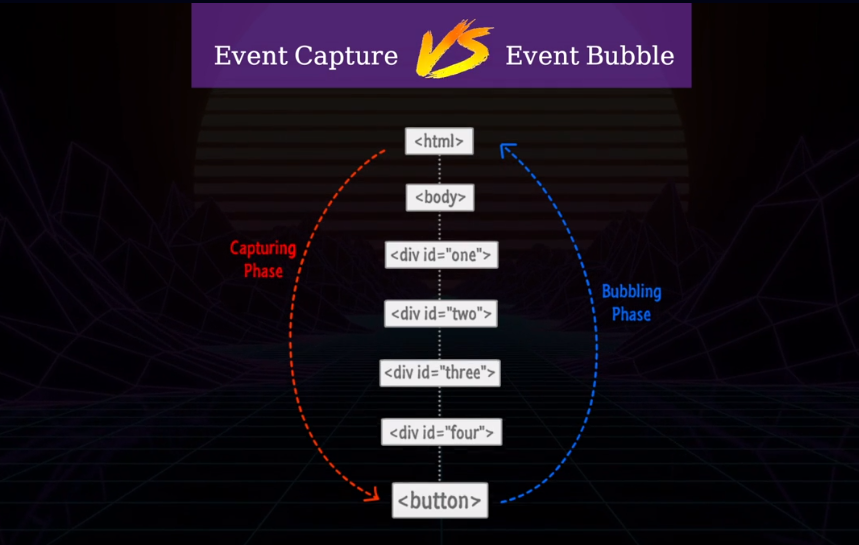 Event Capture VS Event Bubble
<html>
<body>
Capturing
Phase
<div id="one">
Bubbling
Phase
<div id="two">
<div id="three">
<div id="four">
<button>